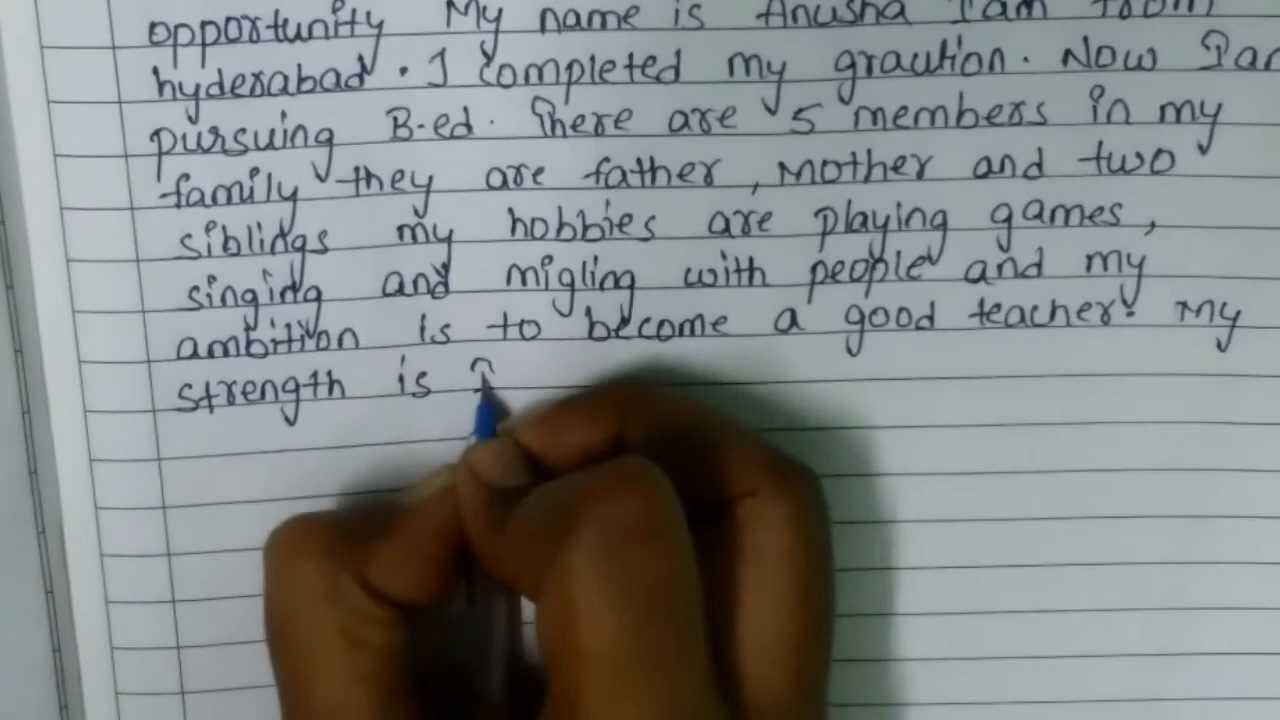 opportunity My name is Anusha I am from
hyderabad. I completed my graution. Now I am
pursuing B.ed. There are 5 members in my
family they are father, Mother and two
siblings my hobbies are playing games,
singing and migling with people and my
ambition is to become a good teacher. My
strength is